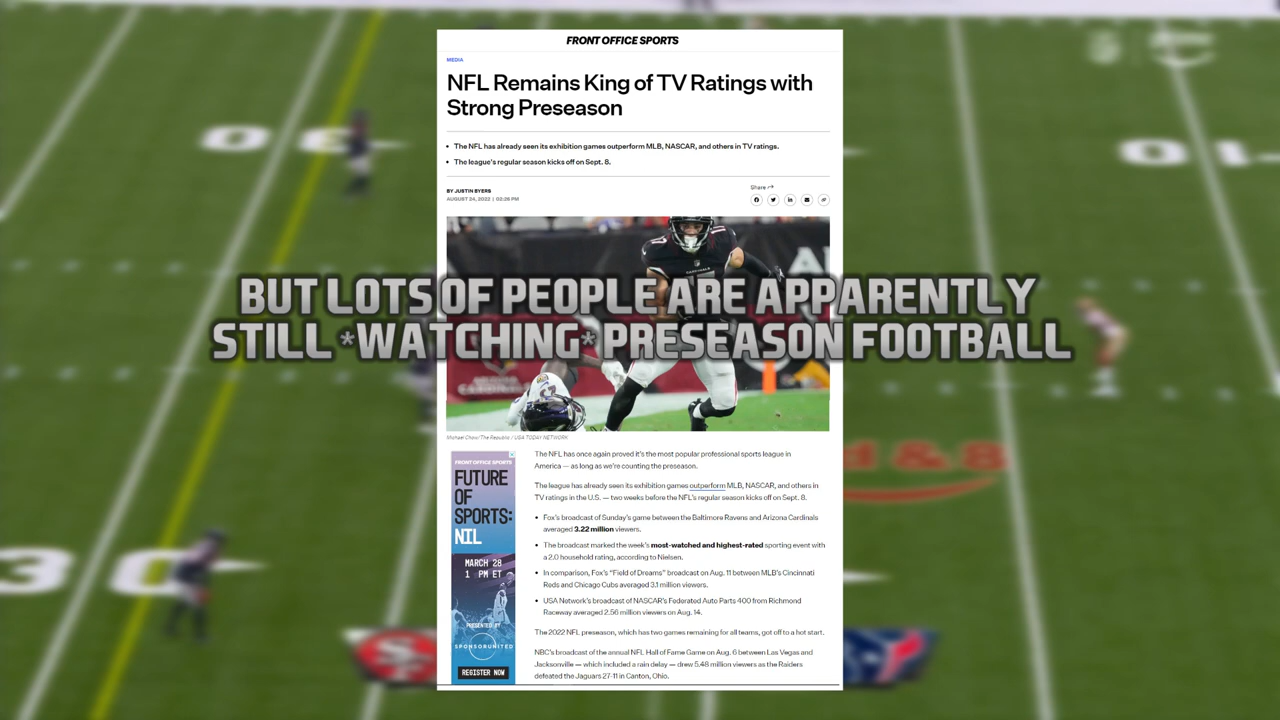 FRONT OFFICE SPORTS
MEDIA
NFL Remains King of TV Ratings with
Strong Preseason
• The NFL has already seen its exhibition games outperform MLB, NASCAR, and others in TV ratings.
• The league's regular season kicks off on Sept. 8.
Share
BY JUSTIN BYERS
AUGUST 24, 2022 | 02:26 PM
BUT LOTS OF PEOPLE ARE APPARENTLY
STILL *WATCHING* PRESEASON FOOTBALL
Michael Chow/The Republic / USA TODAY NETWORK
The NFL has once again proved it's the most popular professional sports league in
America — as long as we're counting the preseason.
The league has already seen its exhibition games outperform MLB, NASCAR, and others in
TV ratings in the U.S. — two weeks before the NFL's regular season kicks off on Sept. 8.
• Fox's broadcast of Sunday's game between the Baltimore Ravens and Arizona Cardinals
averaged 3.22 million viewers.
• The broadcast marked the week's most-watched and highest-rated sporting event with
a 2.0 household rating, according to Nielsen.
• In comparison, Fox's "Field of Dreams" broadcast on Aug. 11 between MLB's Cincinnati
Reds and Chicago Cubs averaged 3.1 million viewers.
• USA Network's broadcast of NASCAR's Federated Auto Parts 400 from Richmond
Raceway averaged 2.56 million viewers on Aug. 14.
The 2022 NFL preseason, which has two games remaining for all teams, got off to a hot start.
NBC's broadcast of the annual NFL Hall of Fame Game on Aug. 6 between Las Vegas and
Jacksonville — which included a rain delay — drew 5.48 million viewers as the Raiders
defeated the Jaguars 27-11 in Canton, Ohio.
FRONT OFFICE SPORTS
FUTURE
OF
SPORTS:
NIL
MARCH 28
1 PM ET
PRESENTED BY
SPONSORUNITED
REGISTER NOW
3 0
1 0
3 0
& 8
17